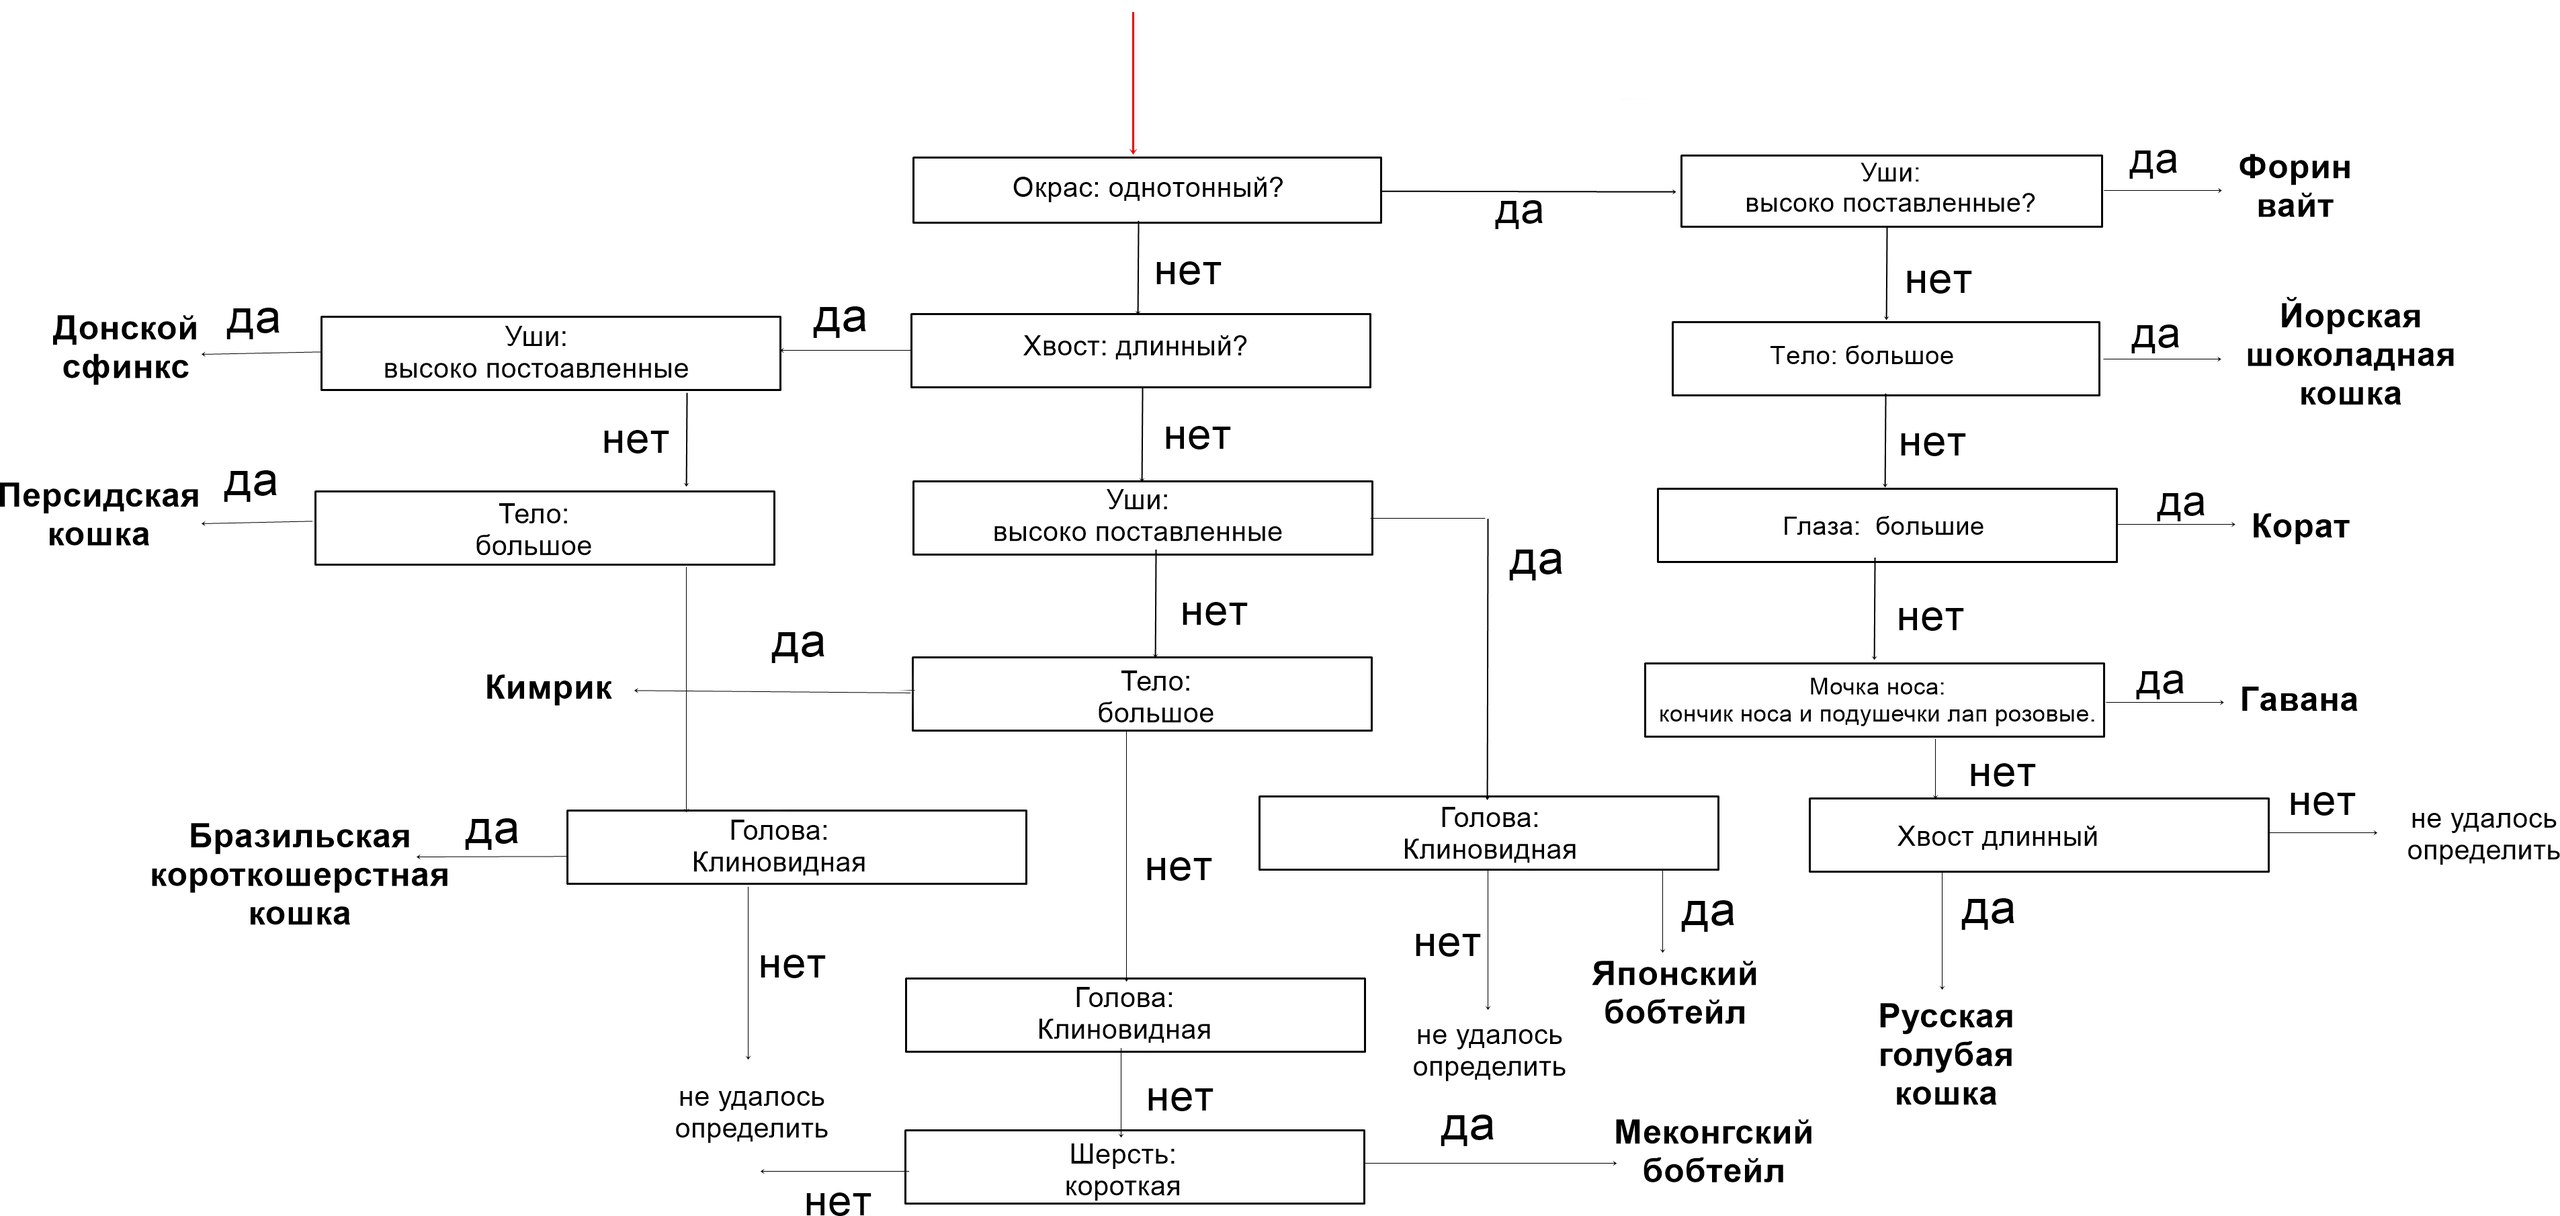 Окрас: однотонный?
да
Уши:
высоко поставленные?
да
Форин
вайт
нет
нет
Донской
сфинкс
да
Уши:
высоко постоавленные
да
Хвост: длинный?
Тело: большое
да
Йорская
шоколадная
кошка
нет
нет
нет
Персидская
кошка
да
Тело:
большое
Уши:
высоко поставленные
да
Глаза:  большие
да
Корат
нет
нет
Кимрик
да
Тело:
большое
Мочка носа:
кончик носа и подушечки лап розовые.
да
Гавана
нет
Бразильская
короткошерстная
кошка
да
Голова:
Клиновидная
нет
Голова:
Клиновидная
Хвост длинный
нет
не удалось
определить
нет
нет
да
да
Голова:
Клиновидная
не удалось
определить
Японский
бобтейл
Русская
голубая
кошка
не удалось
определить
нет
Шерсть:
короткая
да
Меконгский
бобтейл
нет